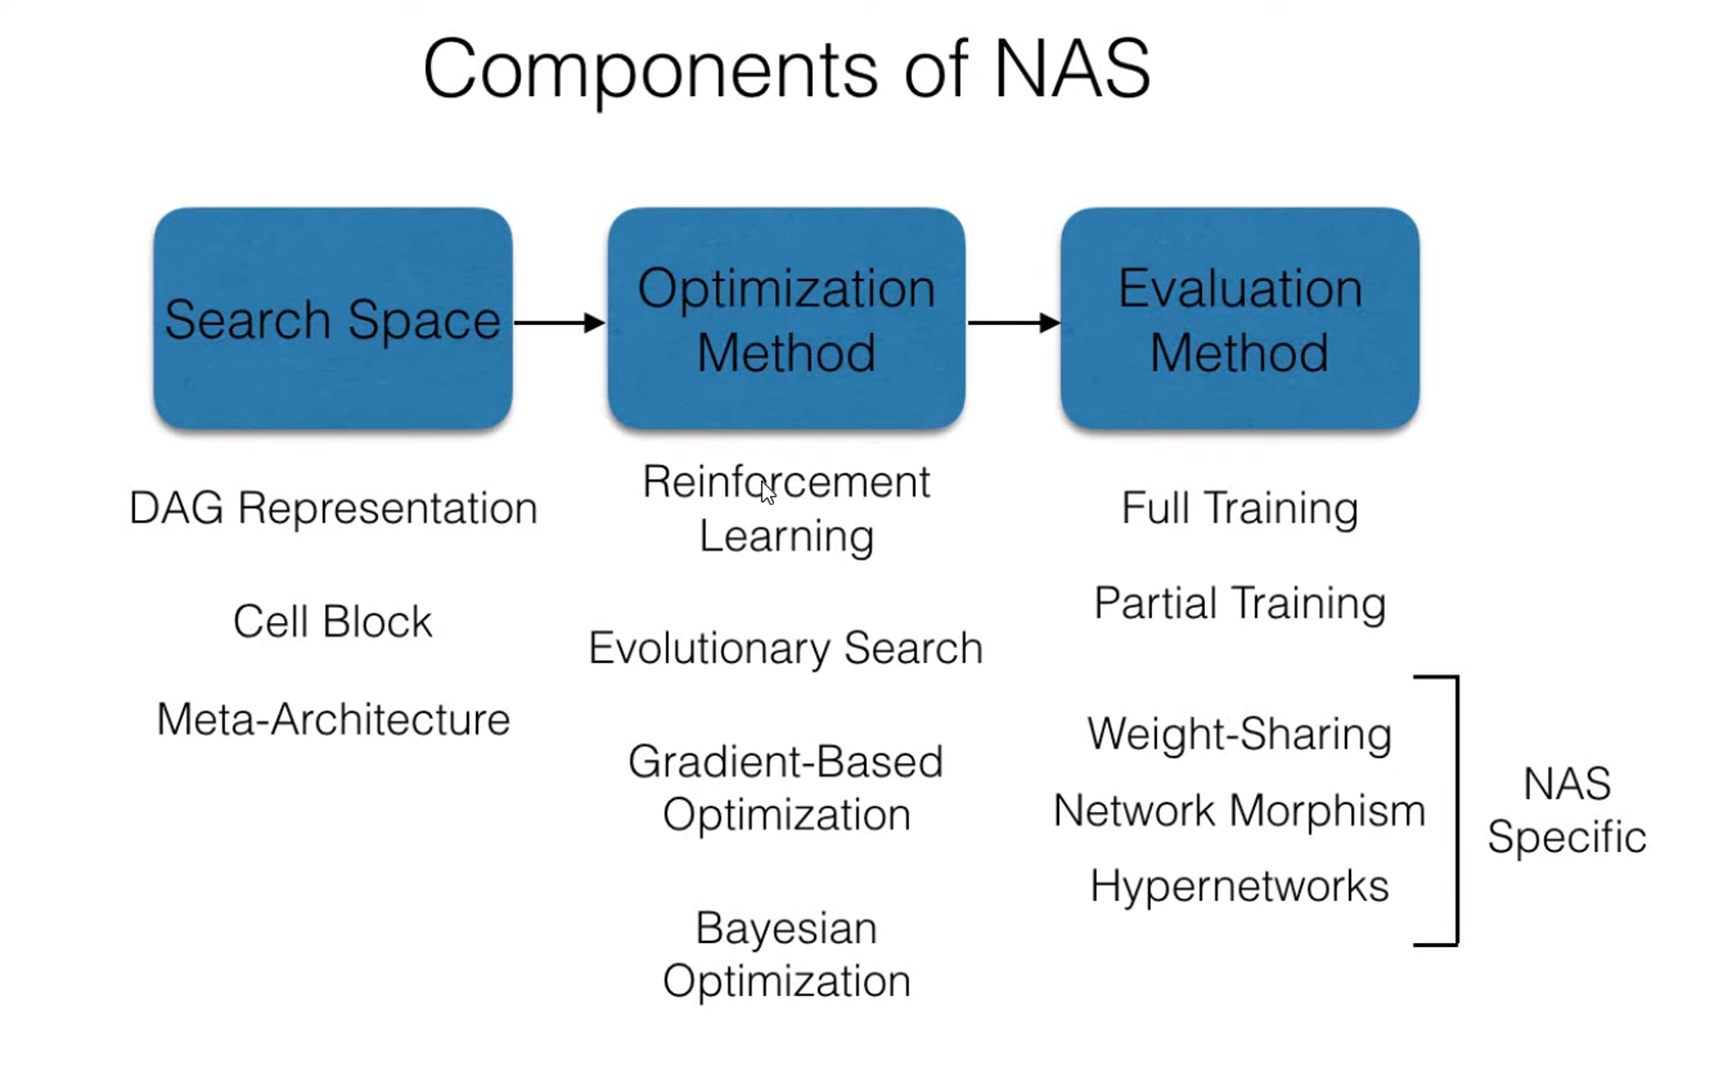 Components of NAS
Search Space
Optimization
Method
Evaluation
Method
DAG Representation
Cell Block
Meta-Architecture
Reinforcement
Learning
Evolutionary Search
Gradient-Based
Optimization
Bayesian
Optimization
Full Training
Partial Training
Weight-Sharing
Network Morphism
Hypernetworks
NAS
Specific